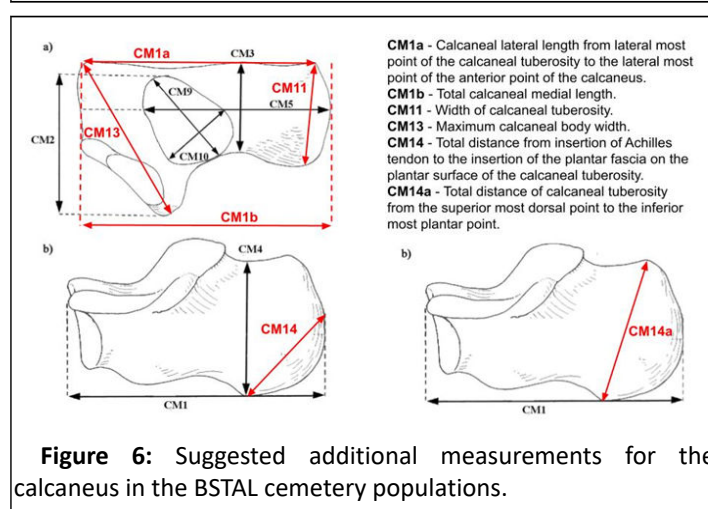 a)
CM1a
CM3
CM9
CM11
CM5
CM2
CM13
CM10
CM1b
CM1a - Calcaneal lateral length from lateral most
point of the calcaneal tuberosity to the lateral most
point of the anterior point of the calcaneus.
CM1b - Total calcaneal medial length.
CM11 - Width of calcaneal tuberosity.
CM13 - Maximum calcaneal body width.
CM14 - Total distance from insertion of Achilles
tendon to the insertion of the plantar fascia on the
plantar surface of the calcaneal tuberosity.
CM14a - Total distance of calcaneal tuberosity
from the superior most dorsal point to the inferior
most plantar point.
b)
CM4
CM14
CM1
b)
CM14a
CM1
Figure 6: Suggested additional measurements for the
calcaneus in the BSTAL cemetery populations.